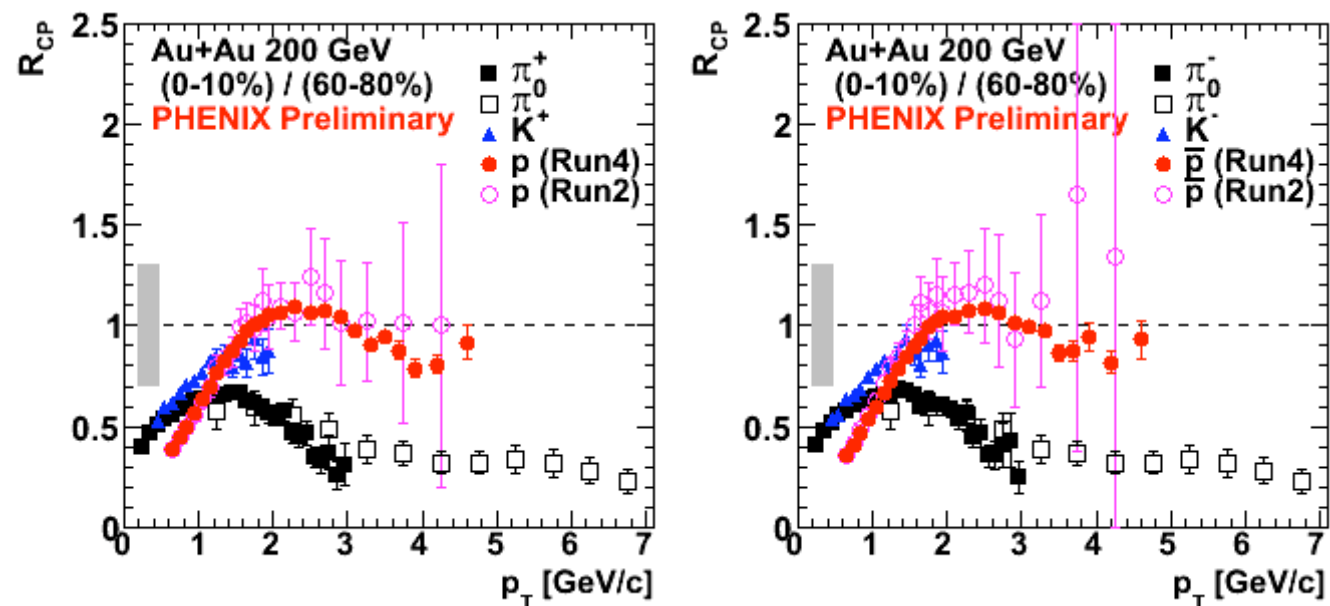 R_CP
2.5
2
1.5
1
0.5
0
Au+Au 200 GeV
(0-10%) / (60-80%)
PHENIX Preliminary
π⁺
π⁰
K⁺
p (Run4)
p (Run2)
0 1 2 3 4 5 6 7
p_T [GeV/c]
R_CP
2.5
2
1.5
1
0.5
0
Au+Au 200 GeV
(0-10%) / (60-80%)
PHENIX Preliminary
π⁻
π⁰
K⁻
p̅ (Run4)
p̅ (Run2)
0 1 2 3 4 5 6 7
p_T [GeV/c]